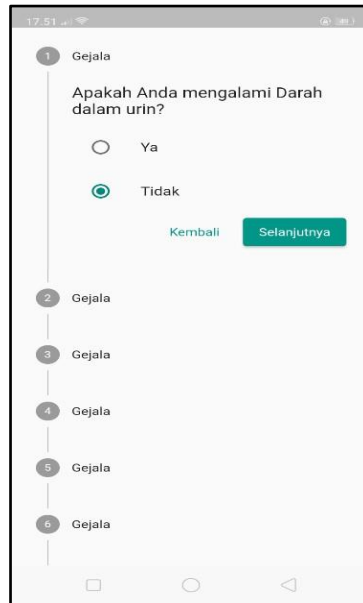 17.51
1 Gejala
Apakah Anda mengalami Darah
dalam urin?
Ya
Tidak
Kembali Selanjutnya
2 Gejala
3 Gejala
4 Gejala
5 Gejala
6 Gejala